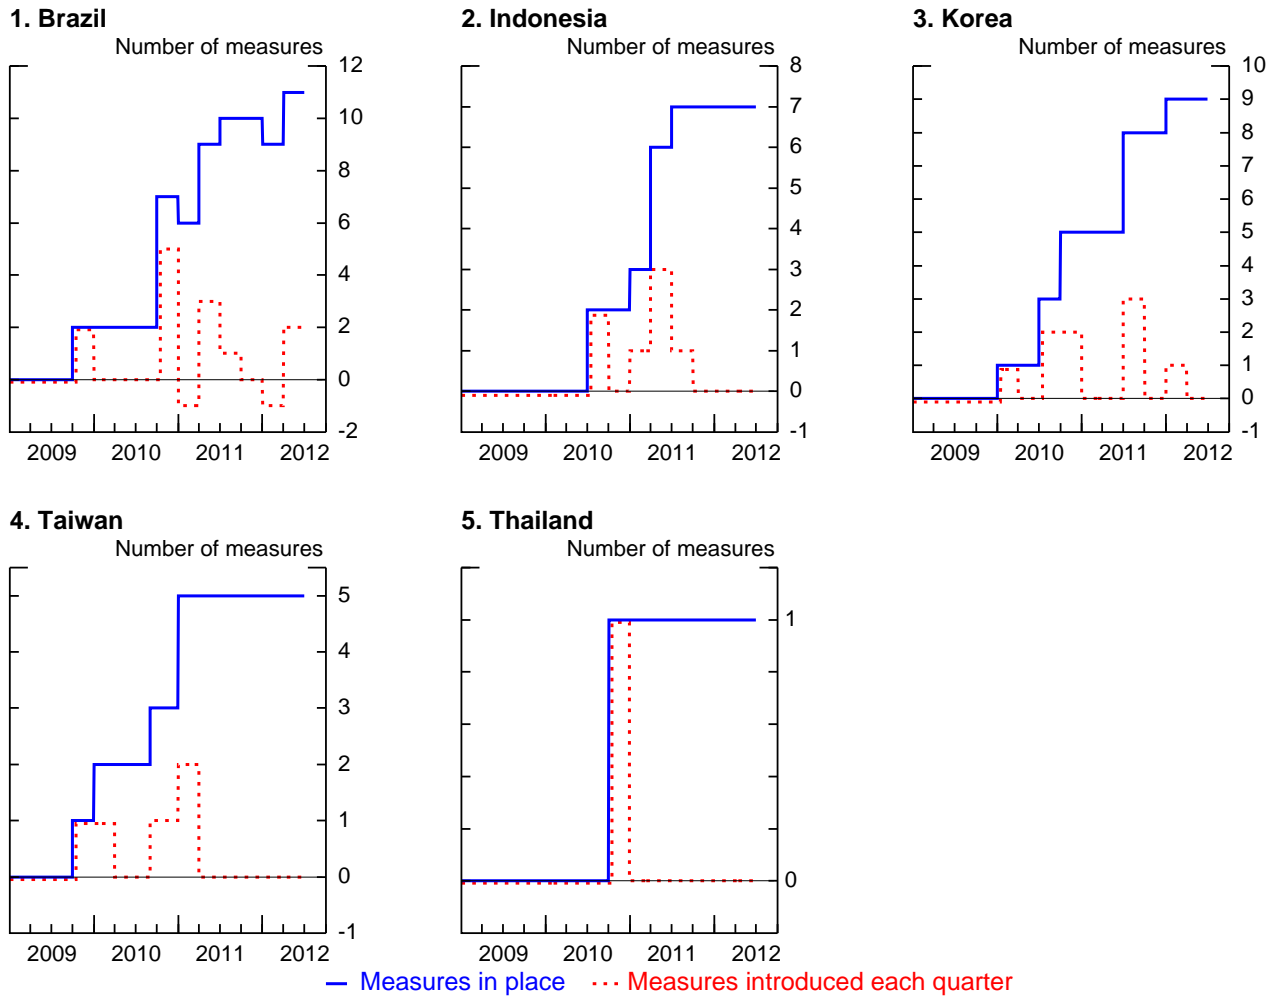 1. Brazil
Number of measures
12
10
8
6
4
2
0
-2
2009 2010 2011 2012
2. Indonesia
Number of measures
8
7
6
5
4
3
2
1
0
-1
2009 2010 2011 2012
3. Korea
Number of measures
10
9
8
7
6
5
4
3
2
1
0
-1
2009 2010 2011 2012
4. Taiwan
Number of measures
5
4
3
2
1
0
-1
2009 2010 2011 2012
5. Thailand
Number of measures
1
0
2009 2010 2011 2012
Measures in place Measures introduced each quarter